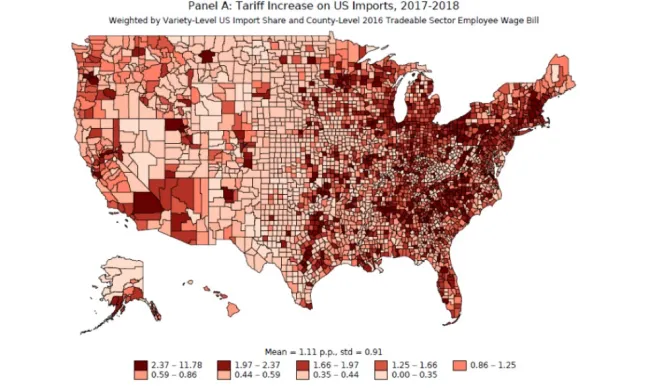 Panel A: Tariff Increase on US Imports, 2017-2018
Weighted by Variety-Level US Import Share and County-Level 2016 Tradeable Sector Employee Wage Bill
Mean = 1.11 p.p., std = 0.91
2.37 – 11.78 1.97 – 2.37 1.66 – 1.97 1.25 – 1.66 0.86 – 1.25
0.59 – 0.86 0.44 – 0.59 0.35 – 0.44 0.00 – 0.35